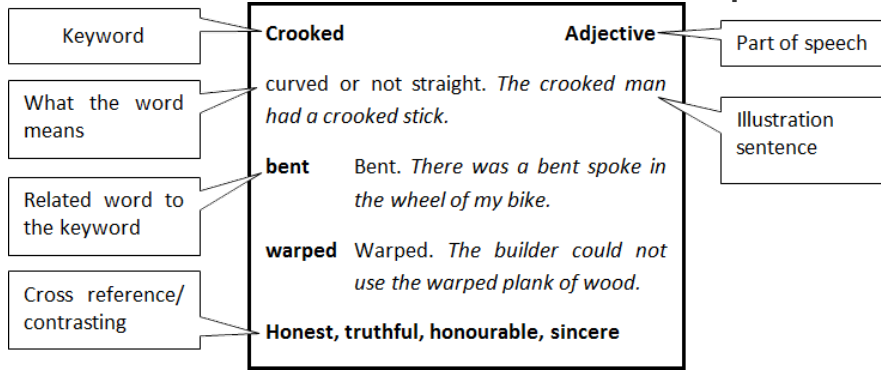 Keyword
Crooked
Adjective
Part of speech
What the word
means
curved or not straight. The crooked man
had a crooked stick.
Illustration
sentence
Related word to
the keyword
bent Bent. There was a bent spoke in
the wheel of my bike.
warped Warped. The builder could not
use the warped plank of wood.
Cross reference/
contrasting
Honest, truthful, honourable, sincere